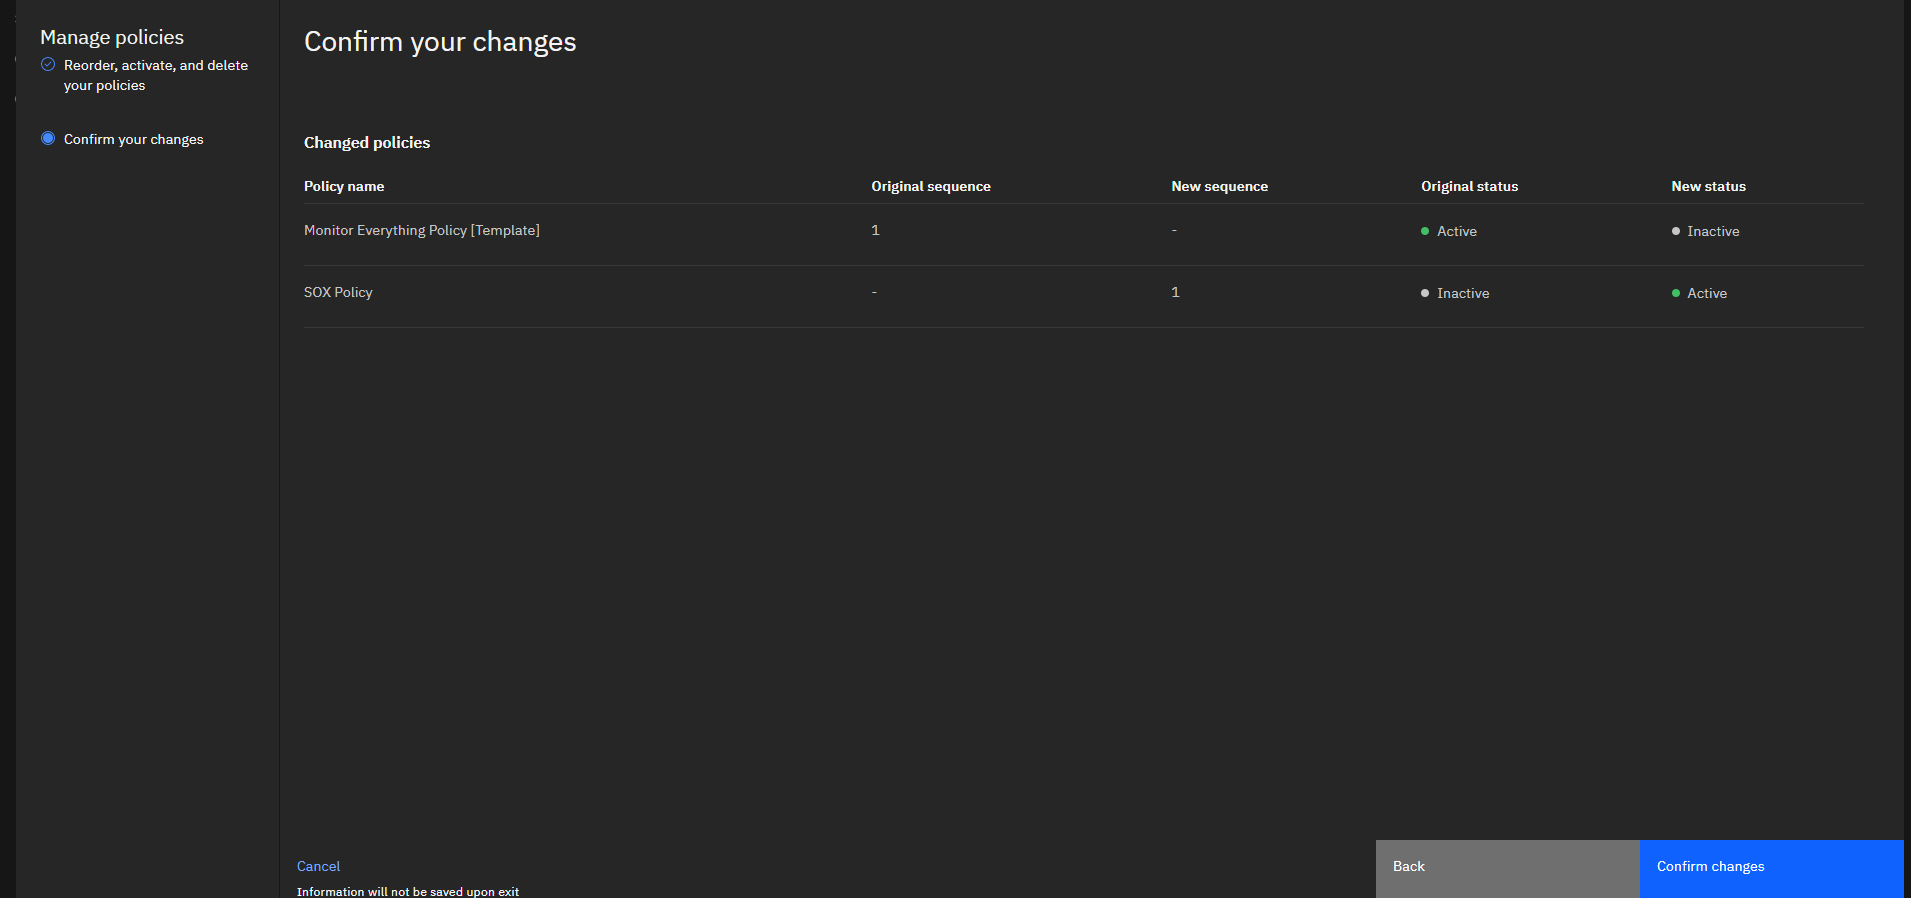 Manage policies
Reorder, activate, and delete
your policies
Confirm your changes
Confirm your changes
Changed policies
Policy name Original sequence New sequence Original status New status
Monitor Everything Policy [Template] 1 - Active Inactive
SOX Policy - 1 Inactive Active
Cancel
Information will not be saved upon exit
Back
Confirm changes